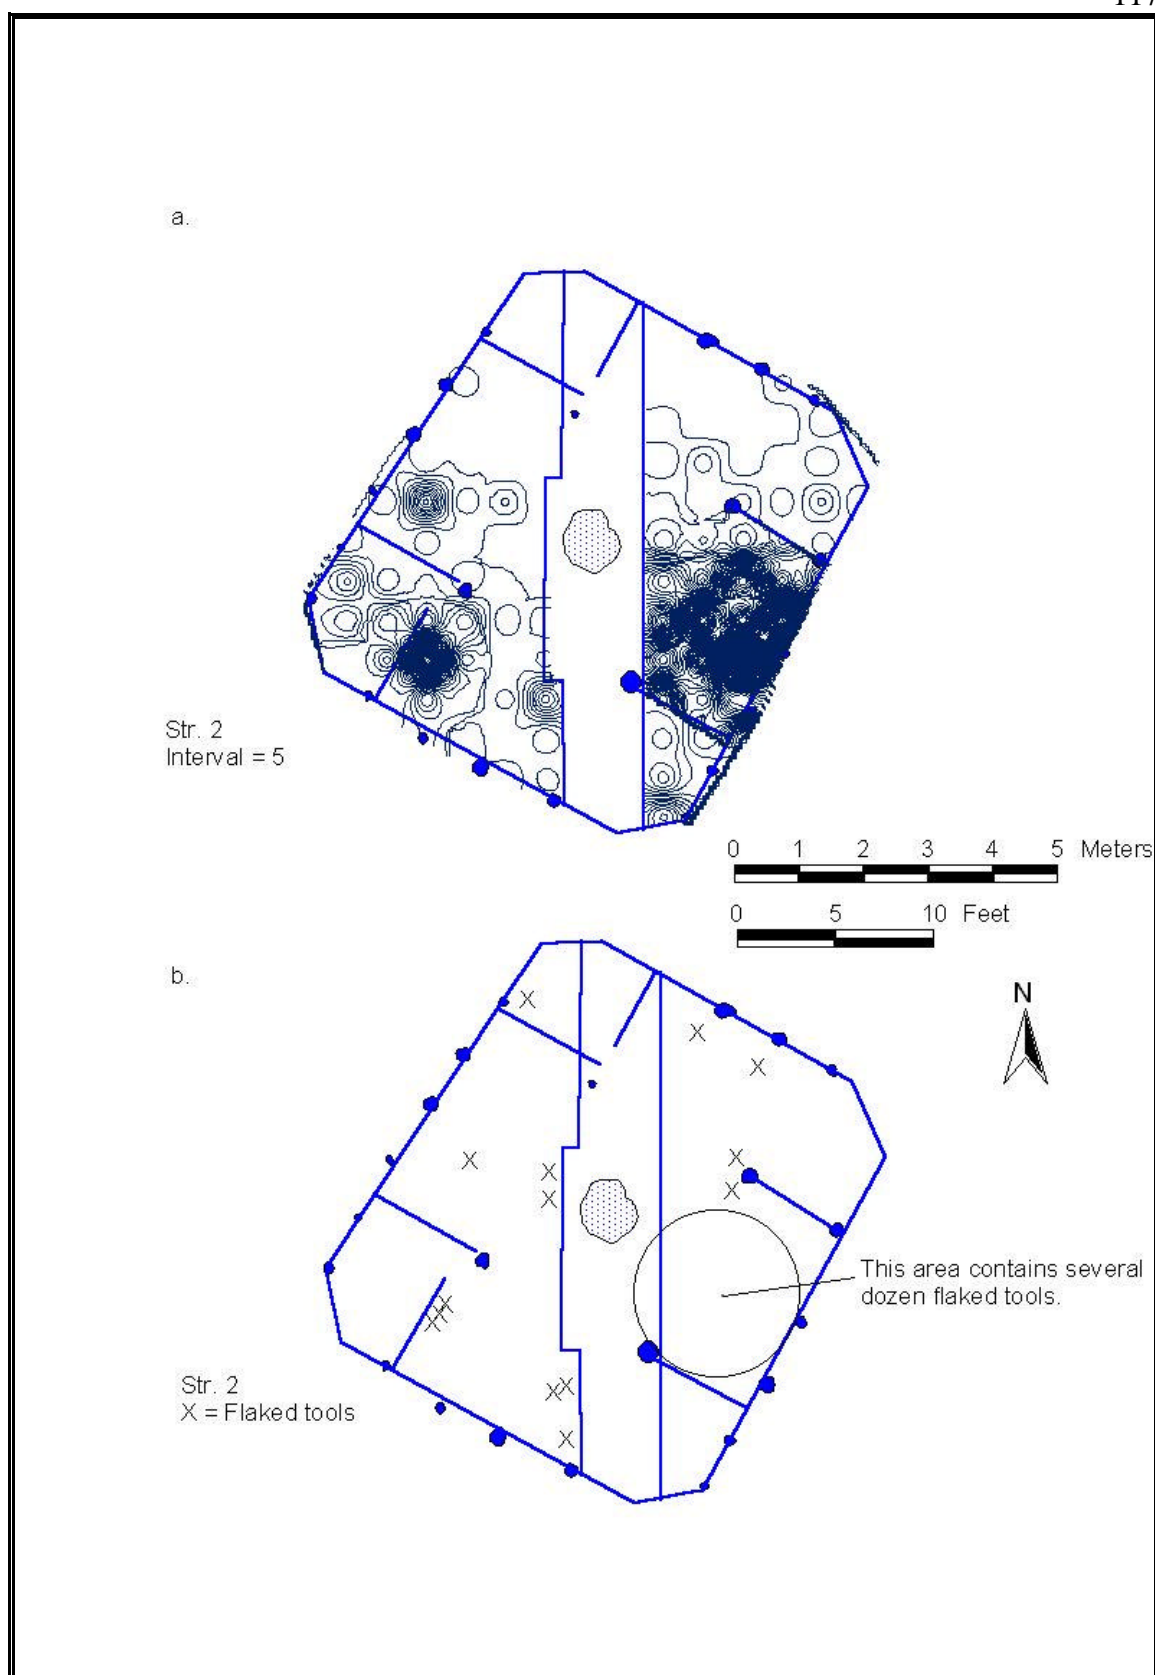 117
a.
Str. 2
Interval = 5
0 1 2 3 4 5 Meters
0 5 10 Feet
b.
N
X
X
X
X
X
X
X
X
This area contains several
dozen flaked tools.
X
X
X
X
X
X
Str. 2
X = Flaked tools